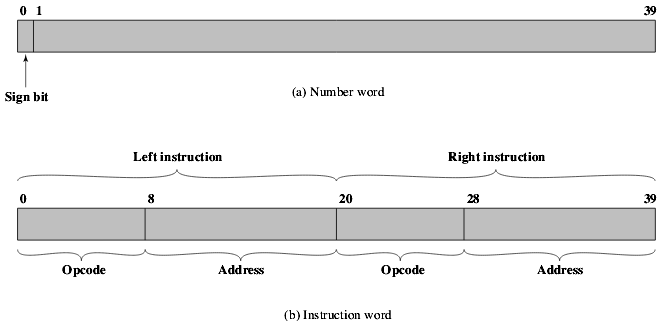 0 1 39
Sign bit
(a) Number word
Left instruction Right instruction
0 8 20 28 39
Opcode Address Opcode Address
(b) Instruction word